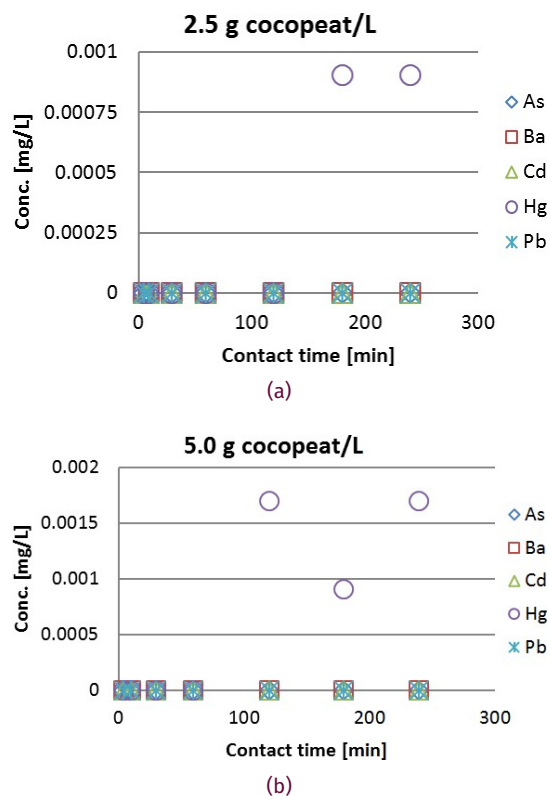 2.5 g cocopeat/L
0.001
0.00075
0.0005
0.00025
0
Conc. [mg/L]
0 100 200 300
Contact time [min]
As
Ba
Cd
Hg
Pb
(a)
5.0 g cocopeat/L
0.002
0.0015
0.001
0.0005
0
Conc. [mg/L]
0 100 200 300
Contact time [min]
As
Ba
Cd
Hg
Pb
(b)